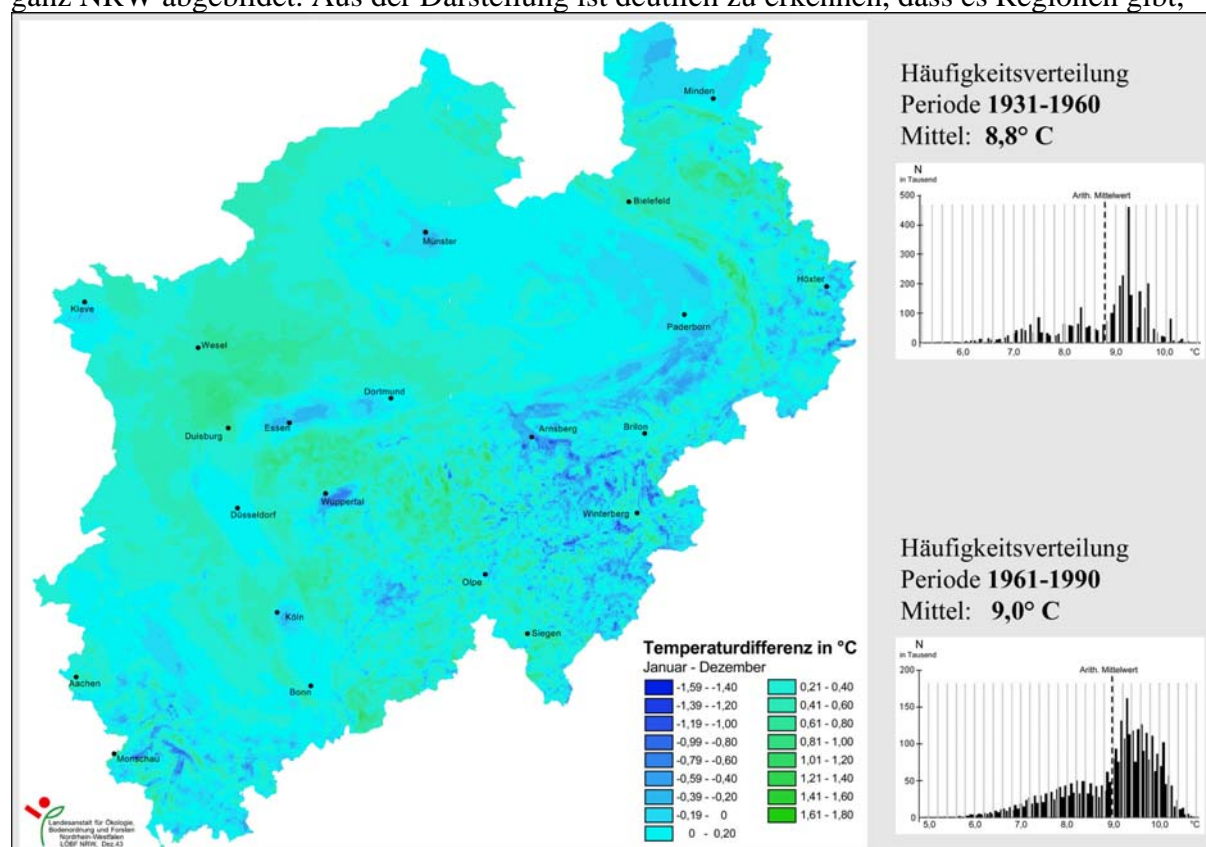 ganz NRW abgebildet. Aus der Darstellung ist deutlich zu erkennen, dass es Regionen gibt,
Minden
Bielefeld
Münster
Höxter
Kleve
Paderborn
Wesel
Dortmund
Essen
Duisburg
Arnsberg
Brilon
Wuppertal
Düsseldorf
Winterberg
Olpe
Köln
Siegen
Aachen
Bonn
Monschau
Landesanstalt für Ökologie,
Bodenordnung und Forsten
Nordrhein-Westfalen
LÖBF NRW, Dez.43
Temperaturdifferenz in °C
Januar - Dezember
-1,59 - -1,40
-1,39 - -1,20
-1,19 - -1,00
-0,99 - -0,80
-0,79 - -0,60
-0,59 - -0,40
-0,39 - -0,20
-0,19 - 0
0 - 0,20
0,21 - 0,40
0,41 - 0,60
0,61 - 0,80
0,81 - 1,00
1,01 - 1,20
1,21 - 1,40
1,41 - 1,60
1,61 - 1,80
Häufigkeitsverteilung
Periode 1931-1960
Mittel: 8,8° C
N
in Tausend
Arith. Mittelwert
500
400
300
200
100
0
6,0 7,0 8,0 9,0 10,0 °C
Häufigkeitsverteilung
Periode 1961-1990
Mittel: 9,0° C
N
in Tausend
Arith. Mittelwert
200
150
100
50
0
5,0 6,0 7,0 8,0 9,0 10,0 °C